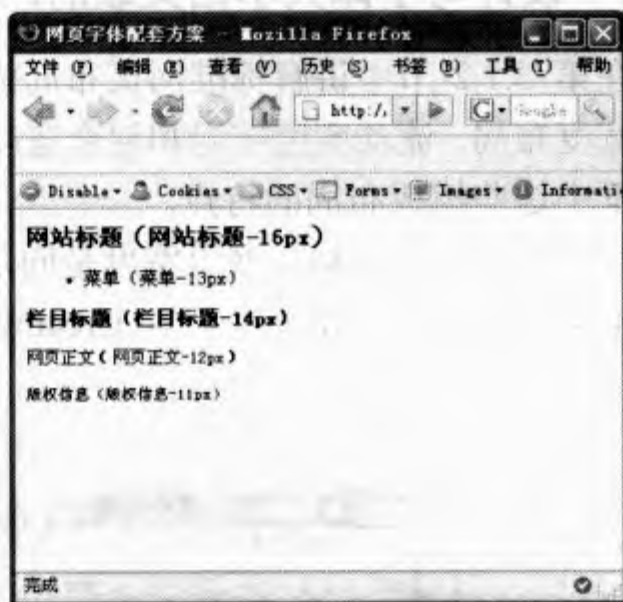 网页字体配套方案 - Mozilla Firefox
文件 (F) 编辑 (E) 查看 (V) 历史 (S) 书签 (B) 工具 (T) 帮助
http:/, G Google
Disable Cookies CSS Forms Images Informati
网站标题（网站标题-16px）
• 菜单（菜单-13px）
栏目标题（栏目标题-14px）
网页正文（网页正文-12px）
版权信息（版权信息-11px）
完成